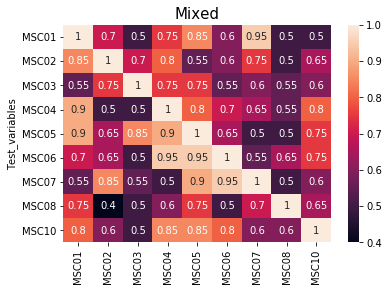 Mixed
MSC01 1 0.7 0.5 0.75 0.85 0.6 0.95 0.5 0.5
MSC02 0.85 1 0.7 0.8 0.55 0.6 0.75 0.5 0.65
MSC03 0.55 0.75 1 0.75 0.75 0.55 0.6 0.55 0.6
MSC04 0.9 0.5 0.5 1 0.8 0.7 0.65 0.55 0.8
MSC05 0.9 0.65 0.85 0.9 1 0.65 0.5 0.5 0.75
MSC06 0.7 0.65 0.5 0.95 0.95 1 0.55 0.65 0.75
MSC07 0.55 0.85 0.55 0.5 0.9 0.95 1 0.5 0.6
MSC08 0.75 0.4 0.5 0.6 0.75 0.5 0.7 1 0.65
MSC10 0.8 0.6 0.5 0.85 0.85 0.8 0.6 0.6 1
MSC01 MSC02 MSC03 MSC04 MSC05 MSC06 MSC07 MSC08 MSC10
Test_variables
1.0
0.9
0.8
0.7
0.6
0.5
0.4